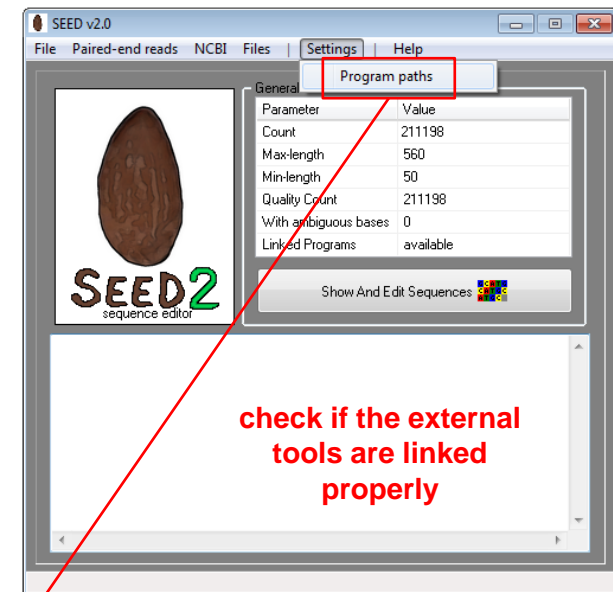 SEED v2.0
File Paired-end reads NCBI Files | Settings | Help
Program paths
General
Parameter Value
Count 211198
Max-length 560
Min-length 50
Quality Count 211198
With ambiguous bases 0
Linked Programs available
SEED2
sequence editor
Show And Edit Sequences
check if the external
tools are linked
properly